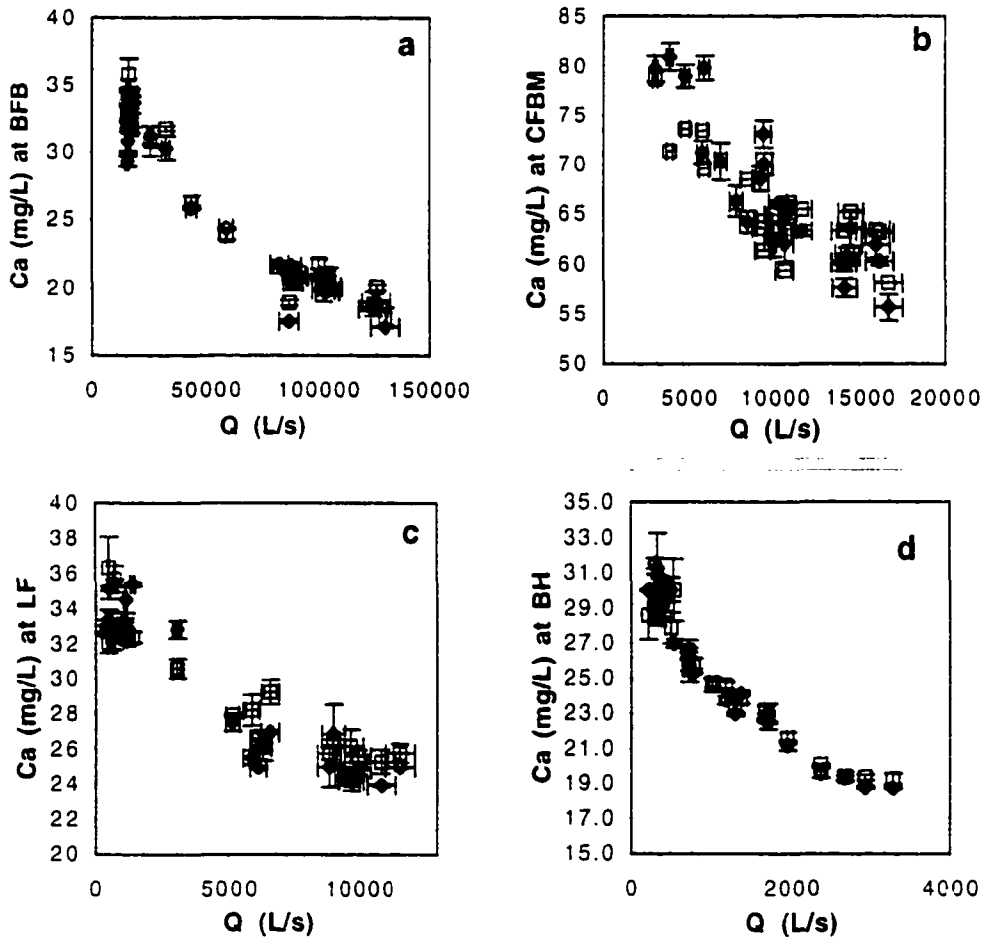 a
40
35
30
25
20
15
Ca (mg/L) at BFB
0 50000 100000 150000
Q (L/s)
b
85
80
75
70
65
60
55
50
Ca (mg/L) at CFBM
0 5000 10000 15000 20000
Q (L/s)
c
40
38
36
34
32
30
28
26
24
22
20
Ca (mg/L) at LF
0 5000 10000
Q (L/s)
d
35.0
33.0
31.0
29.0
27.0
25.0
23.0
21.0
19.0
17.0
15.0
Ca (mg/L) at BH
0 2000 4000
Q (L/s)